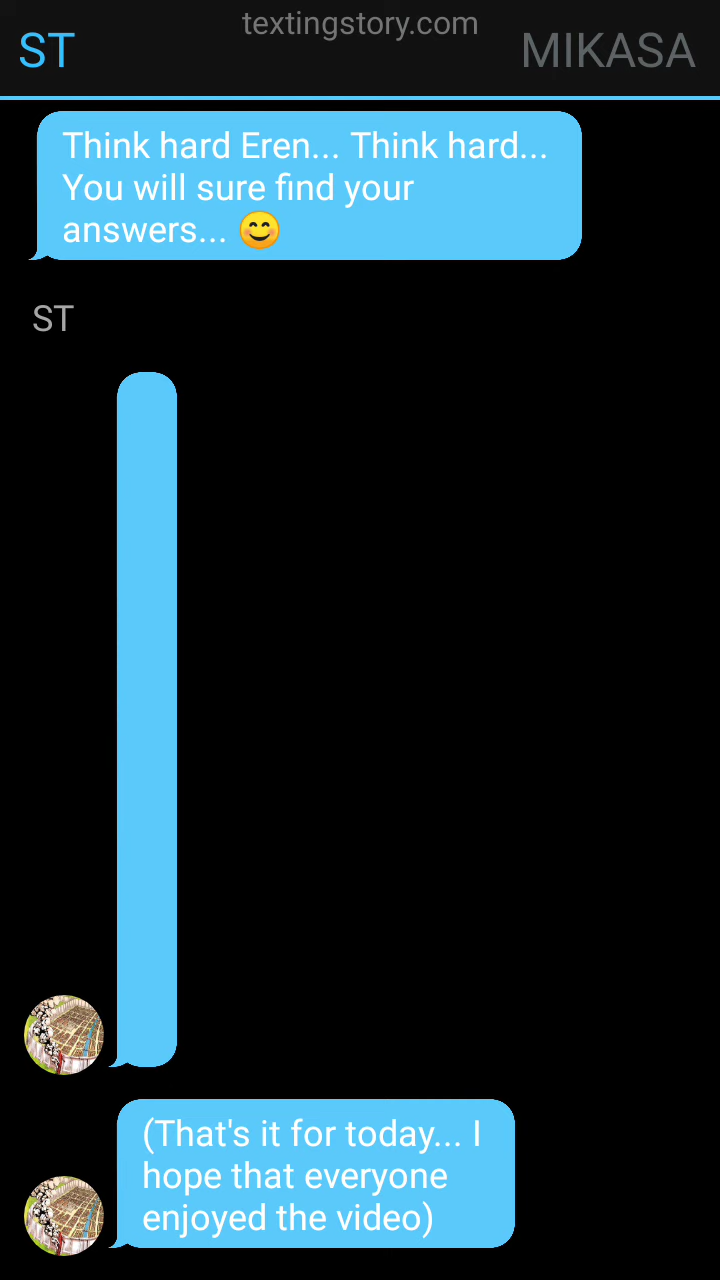 textingstory.com
ST
MIKASA
Think hard Eren... Think hard...
You will sure find your
answers... 😊
ST
(That's it for today... I
hope that everyone
enjoyed the video)